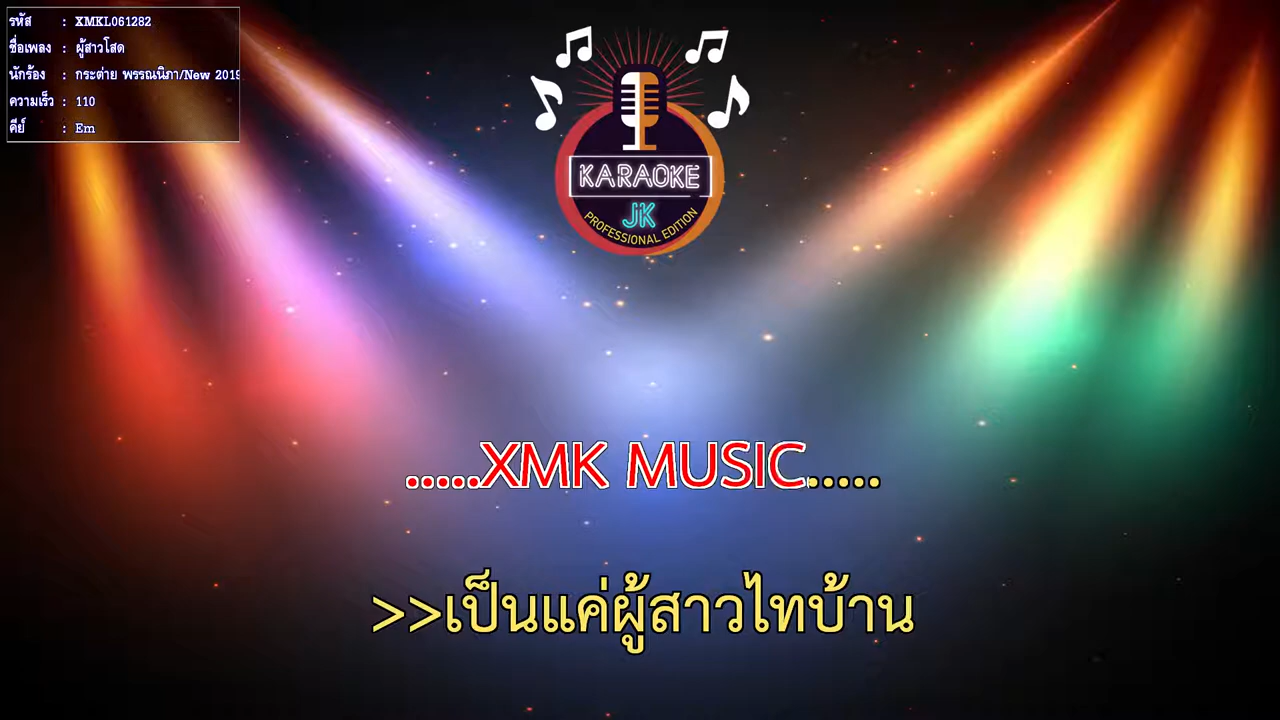 รหัส : XMKL061282
ชื่อเพลง : ผู้สาวโสด
นักร้อง : กระต่าย พรรณนิภา/New 2019
ความเร็ว : 110
คีย์ : Em
KARAOKE
JK
PROFESSIONAL EDITION
.....XMK MUSIC.....
>>เป็นแค่ผู้สาวไทบ้าน